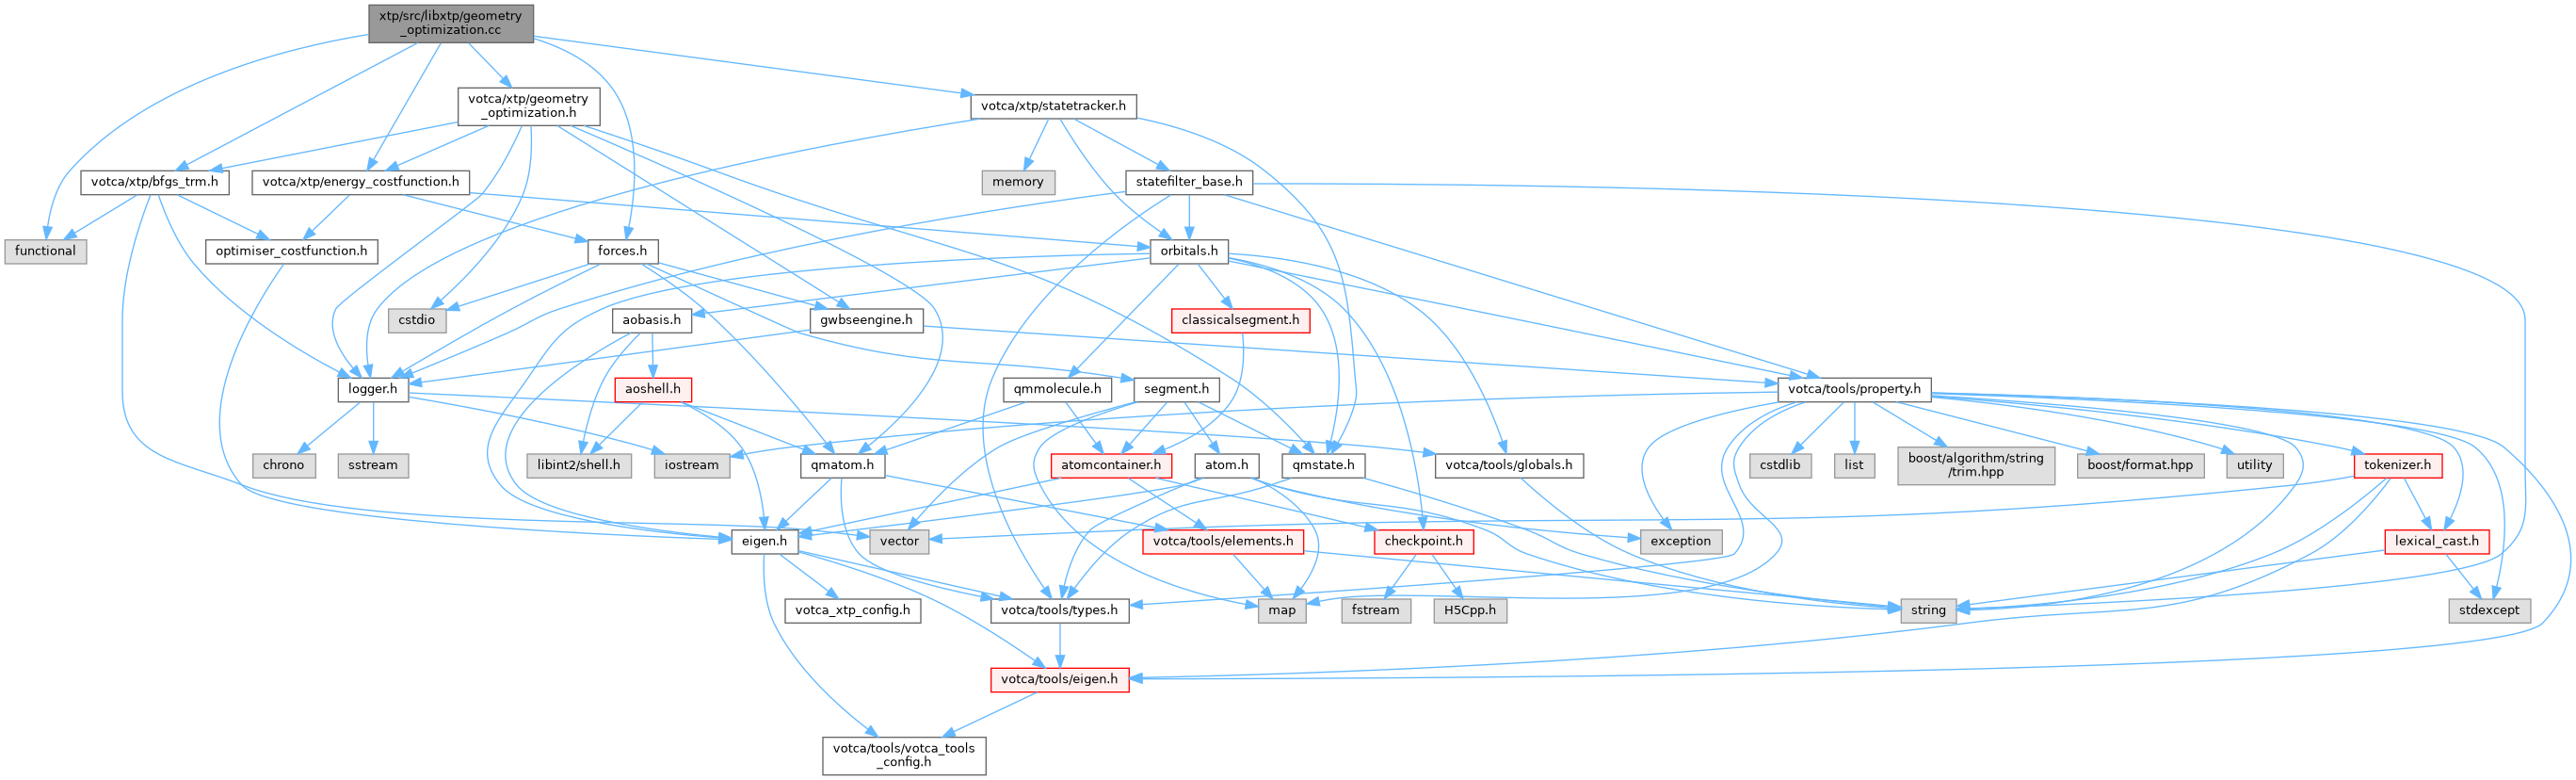 xtp/src/libxtp/geometry
_optimization.cc
votca/xtp/geometry
_optimization.h
votca/xtp/statetracker.h
votca/xtp/bfgs_trm.h
votca/xtp/energy_costfunction.h
memory
statefilter_base.h
functional
optimiser_costfunction.h
forces.h
orbitals.h
cstdio
aobasis.h
gwbseengine.h
classicalsegment.h
logger.h
aoshell.h
qmmolecule.h
segment.h
votca/tools/property.h
chrono
sstream
libint2/shell.h
iostream
qmatom.h
atomcontainer.h
atom.h
qmstate.h
votca/tools/globals.h
cstdlib
list
boost/algorithm/string
/trim.hpp
boost/format.hpp
utility
tokenizer.h
eigen.h
vector
votca/tools/elements.h
checkpoint.h
exception
lexical_cast.h
votca_xtp_config.h
votca/tools/types.h
map
fstream
H5Cpp.h
string
stdexcept
votca/tools/eigen.h
votca/tools/votca_tools
_config.h